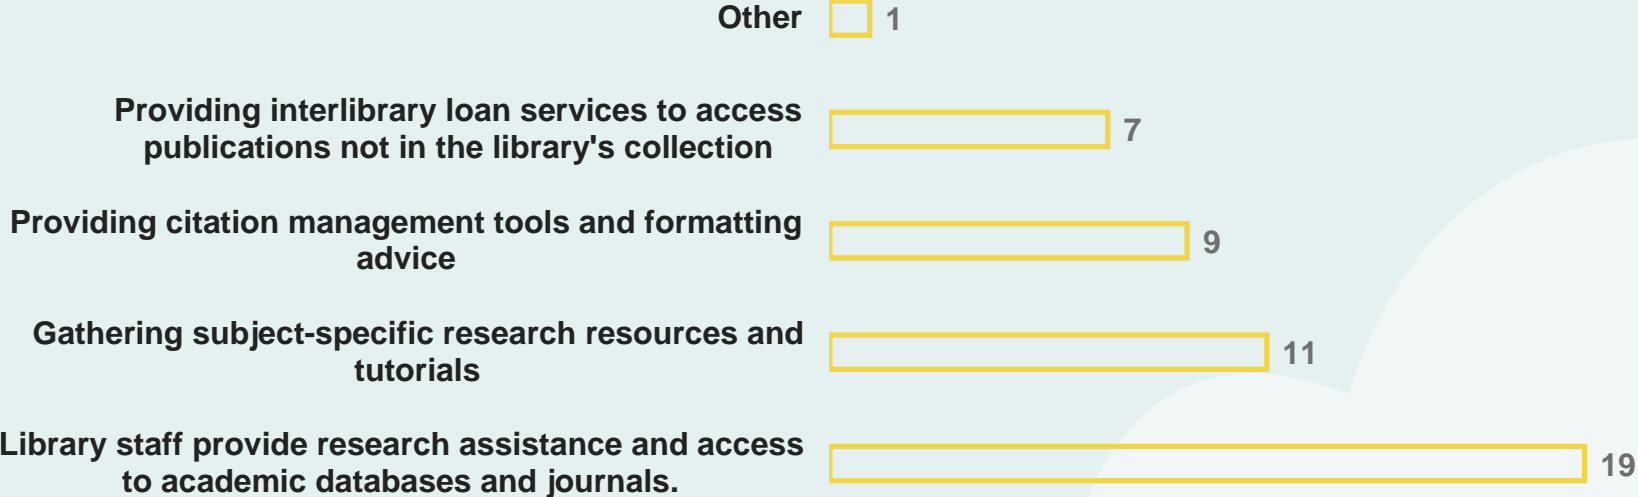 Other
1
Providing interlibrary loan services to access
publications not in the library's collection
7
Providing citation management tools and formatting
advice
9
Gathering subject-specific research resources and
tutorials
11
Library staff provide research assistance and access
to academic databases and journals.
19